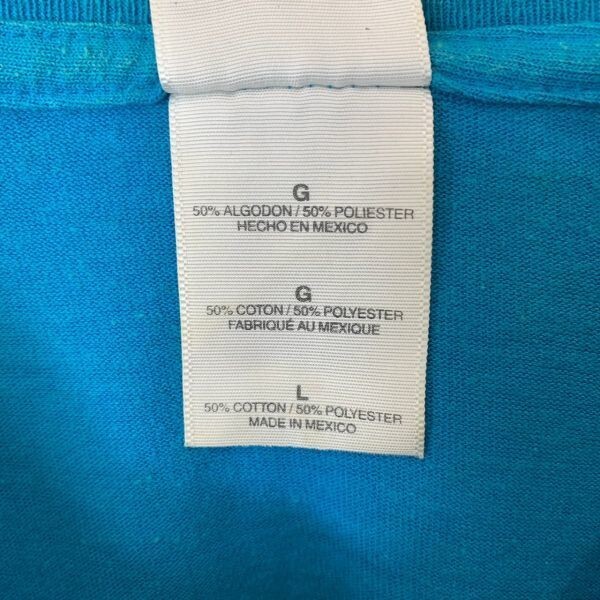 G
50% ALGODON / 50% POLIESTER
HECHO EN MEXICO
G
50% COTON / 50% POLYESTER
FABRIQUÉ AU MEXIQUE
L
50% COTTON / 50% POLYESTER
MADE IN MEXICO